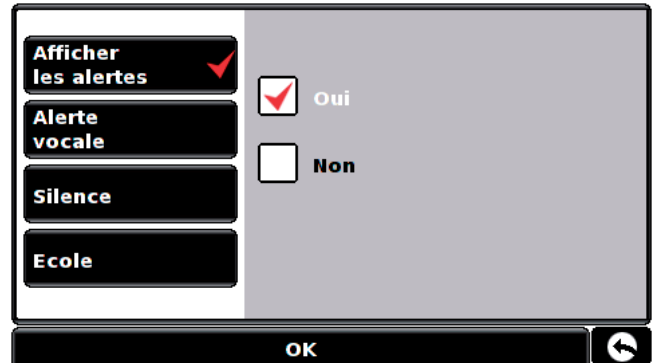 Afficher
les alertes
Alerte
vocale
Silence
Ecole
Oui
Non
OK